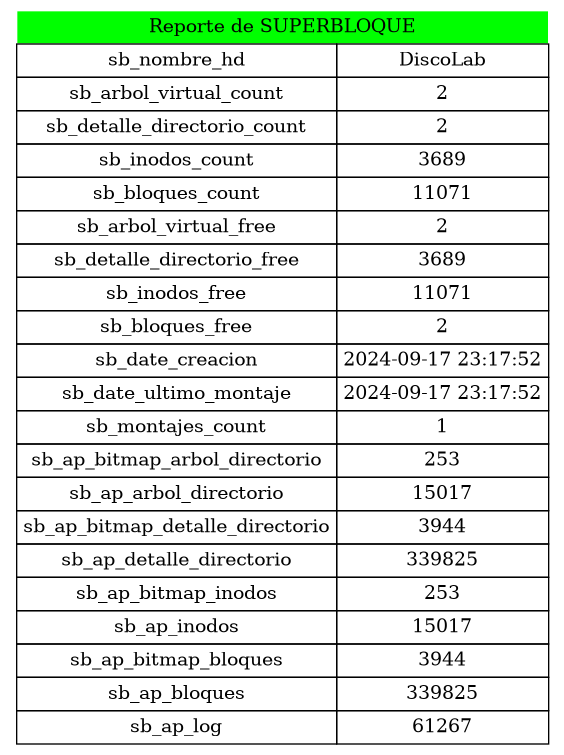 Reporte de SUPERBLOQUE
sb_nombre_hd DiscoLab
sb_arbol_virtual_count 2
sb_detalle_directorio_count 2
sb_inodos_count 3689
sb_bloques_count 11071
sb_arbol_virtual_free 2
sb_detalle_directorio_free 3689
sb_inodos_free 11071
sb_bloques_free 2
sb_date_creacion 2024-09-17 23:17:52
sb_date_ultimo_montaje 2024-09-17 23:17:52
sb_montajes_count 1
sb_ap_bitmap_arbol_directorio 253
sb_ap_arbol_directorio 15017
sb_ap_bitmap_detalle_directorio 3944
sb_ap_detalle_directorio 339825
sb_ap_bitmap_inodos 253
sb_ap_inodos 15017
sb_ap_bitmap_bloques 3944
sb_ap_bloques 339825
sb_ap_log 61267